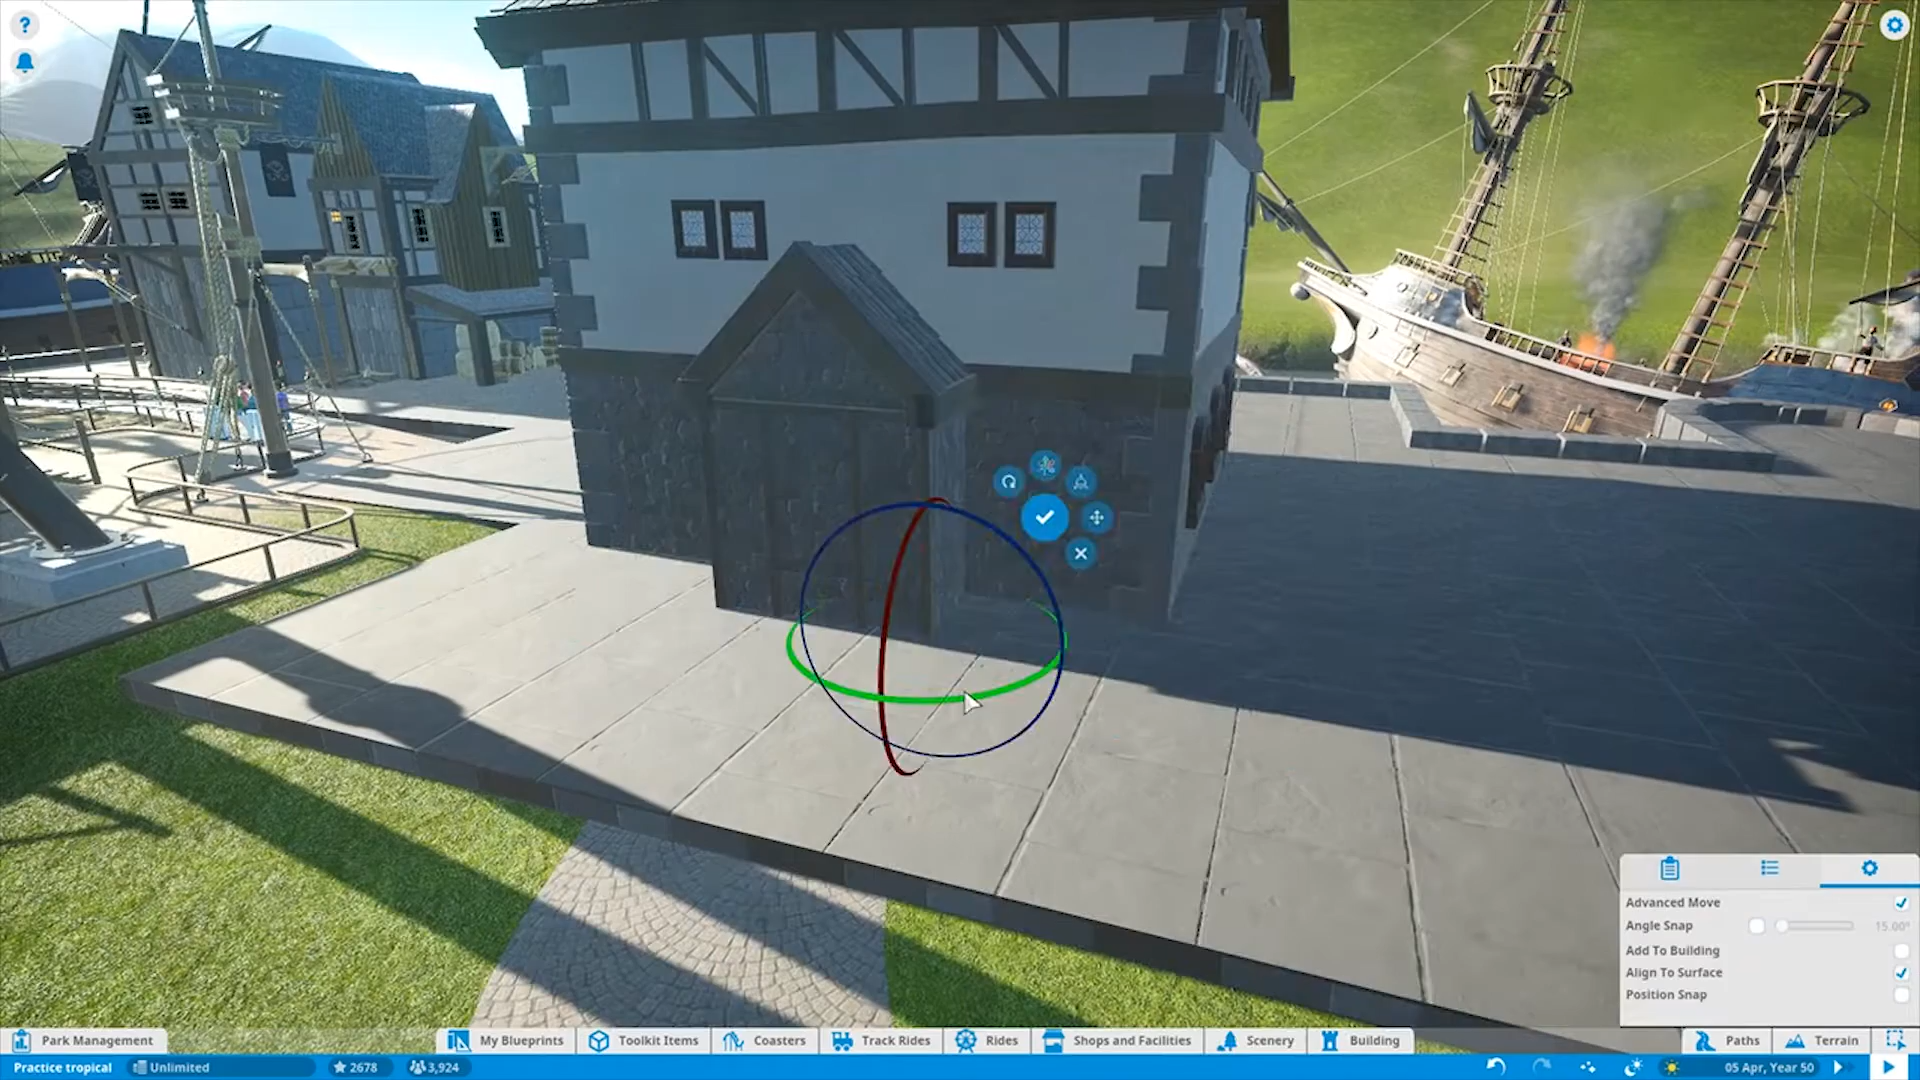 ?
Advanced Move
Angle Snap 15.00°
Add To Building
Align To Surface
Position Snap
Park Management My Blueprints Toolkit Items Coasters Track Rides Rides Shops and Facilities Scenery Building Paths Terrain
Practice tropical Unlimited 2678 3,924 05 Apr, Year 50